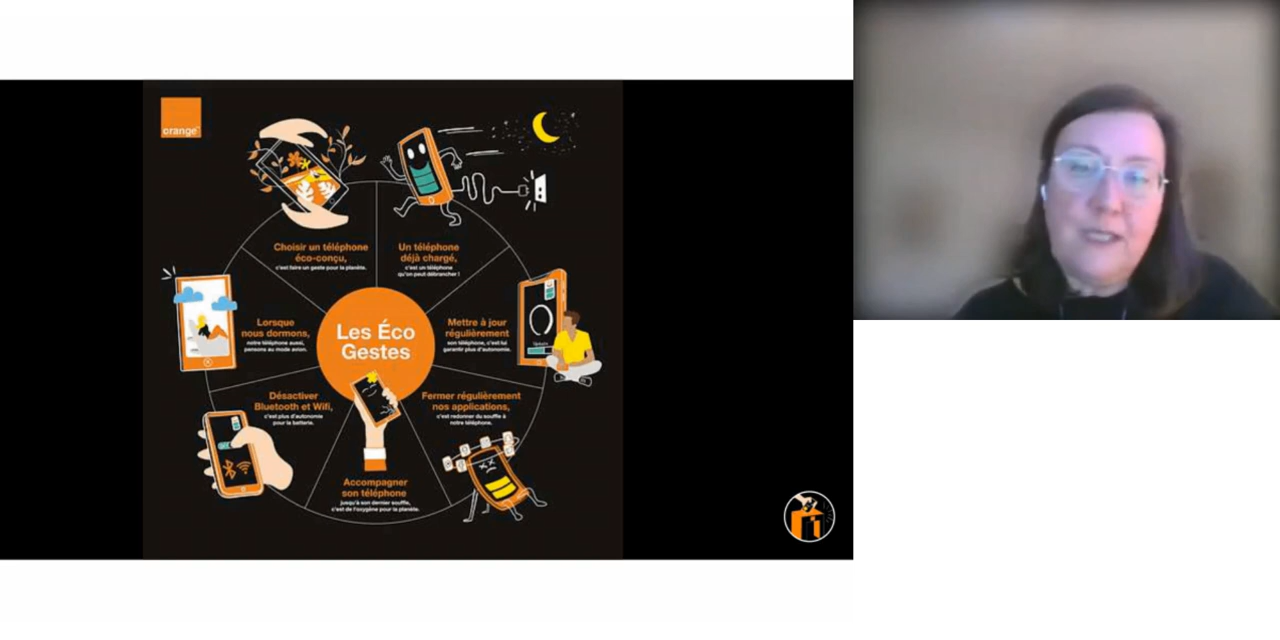 orange™
Choisir un téléphone
éco-conçu,
c'est faire un geste pour la planète.
Un téléphone
déjà chargé,
c'est un téléphone
qu'on peut débrancher !
Lorsque
nous dormons,
notre téléphone aussi,
pensons au mode avion.
Les Éco
Gestes
Mettre à jour
régulièrement
son téléphone, c'est lui
garantir plus d'autonomie.
Désactiver
Bluetooth et Wifi,
c'est plus d'autonomie
pour la batterie.
Fermer régulièrement
nos applications,
c'est redonner du souffle à
notre téléphone.
Accompagner
son téléphone
jusqu'à son dernier souffle,
c'est de l'oxygène pour la planète.